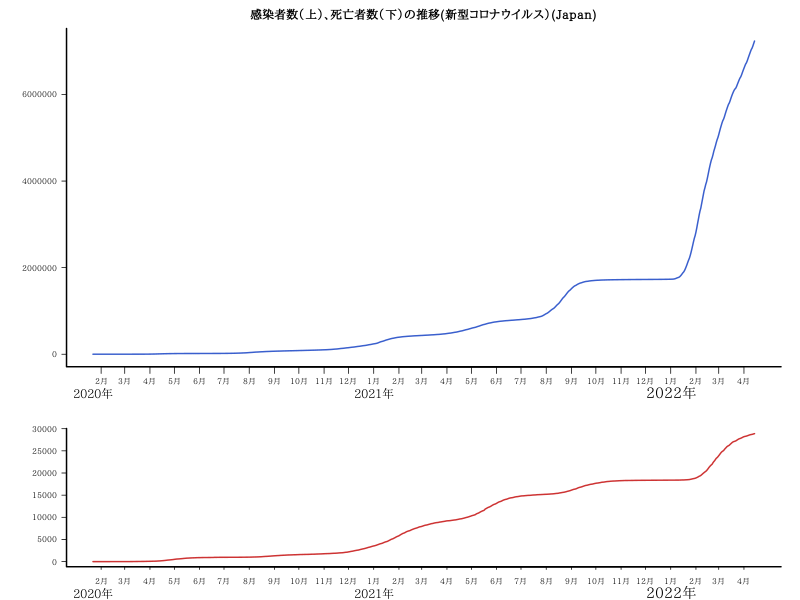 感染者数（上）、死亡者数（下）の推移(新型コロナウイルス）(Japan)
6000000
4000000
2000000
0
2月 3月 4月 5月 6月 7月 8月 9月 10月 11月 12月 1月 2月 3月 4月 5月 6月 7月 8月 9月 10月 11月 12月 1月 2月 3月 4月
2020年 2021年 2022年
30000
25000
20000
15000
10000
5000
0
2月 3月 4月 5月 6月 7月 8月 9月 10月 11月 12月 1月 2月 3月 4月 5月 6月 7月 8月 9月 10月 11月 12月 1月 2月 3月 4月
2020年 2021年 2022年